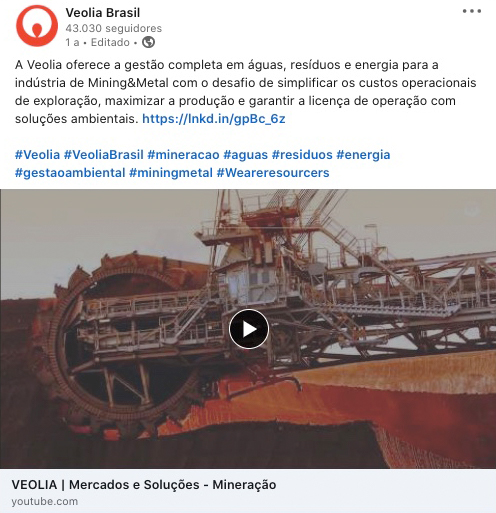 Veolia Brasil
43.030 seguidores
1 a • Editado •
A Veolia oferece a gestão completa em águas, resíduos e energia para a
indústria de Mining&Metal com o desafio de simplificar os custos operacionais
de exploração, maximizar a produção e garantir a licença de operação com
soluções ambientais. https://lnkd.in/gpBc_6z
#Veolia #VeoliaBrasil #mineracao #aguas #residuos #energia
#gestaoambiental #miningmetal #Weareresourcers
VEOLIA | Mercados e Soluções - Mineração
youtube.com